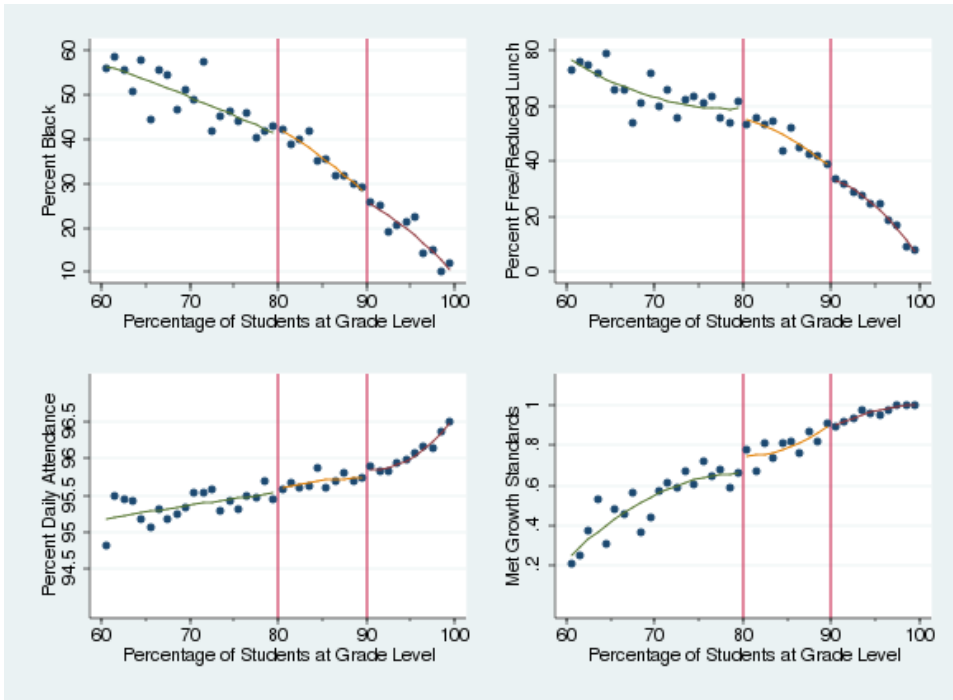 Percent Black
60
50
40
30
20
10
60 70 80 90 100
Percentage of Students at Grade Level
Percent Free/Reduced Lunch
80
60
40
20
0
60 70 80 90 100
Percentage of Students at Grade Level
Percent Daily Attendance
96.5
96
95.5
95
94.5
60 70 80 90 100
Percentage of Students at Grade Level
Met Growth Standards
1
.8
.6
.4
.2
60 70 80 90 100
Percentage of Students at Grade Level